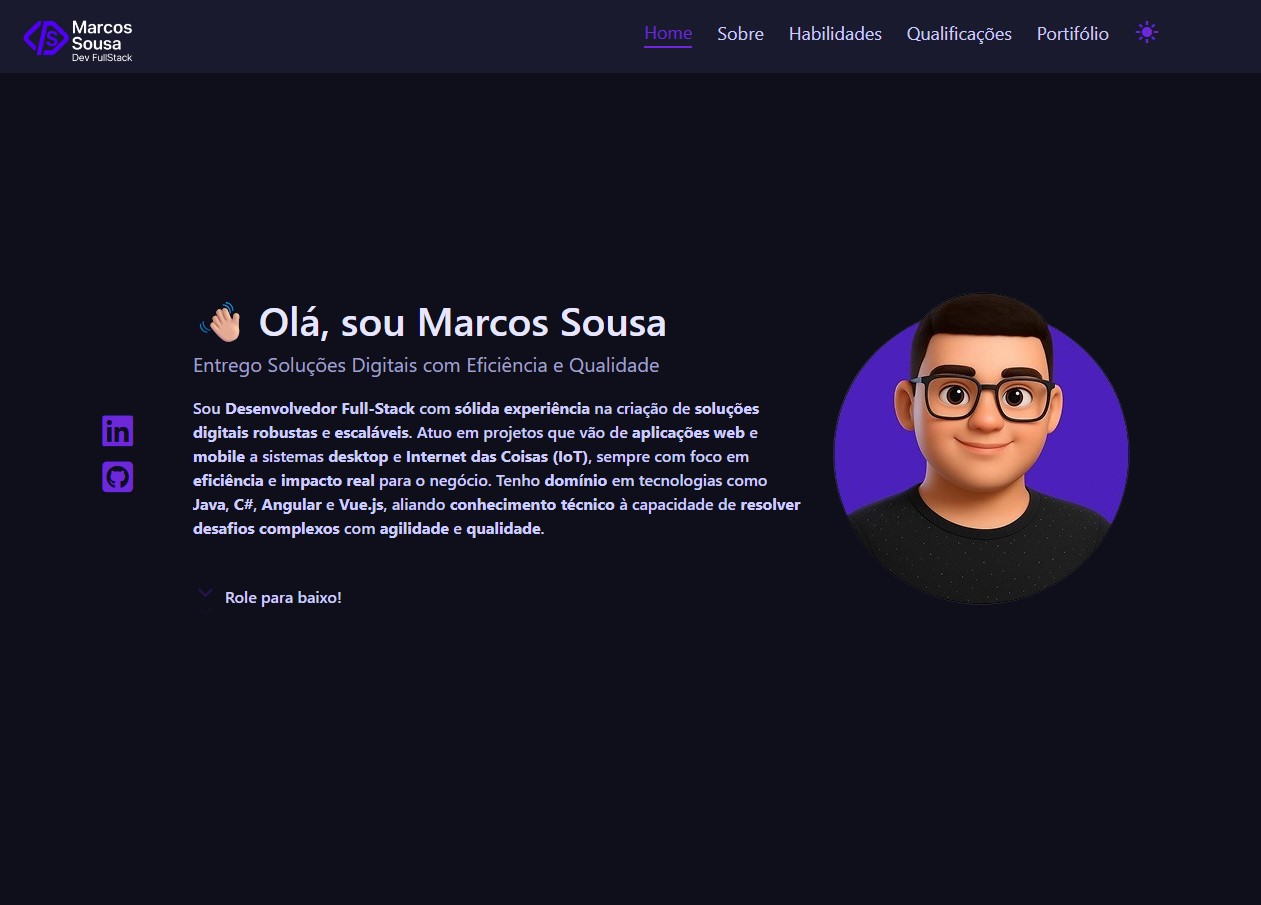 Marcos
Sousa
Dev FullStack
Home Sobre Habilidades Qualificações Portifólio
Olá, sou Marcos Sousa
Entrego Soluções Digitais com Eficiência e Qualidade
Sou Desenvolvedor Full-Stack com sólida experiência na criação de soluções
digitais robustas e escaláveis. Atuo em projetos que vão de aplicações web e
mobile a sistemas desktop e Internet das Coisas (IoT), sempre com foco em
eficiência e impacto real para o negócio. Tenho domínio em tecnologias como
Java, C#, Angular e Vue.js, aliando conhecimento técnico à capacidade de resolver
desafios complexos com agilidade e qualidade.
in
Role para baixo!